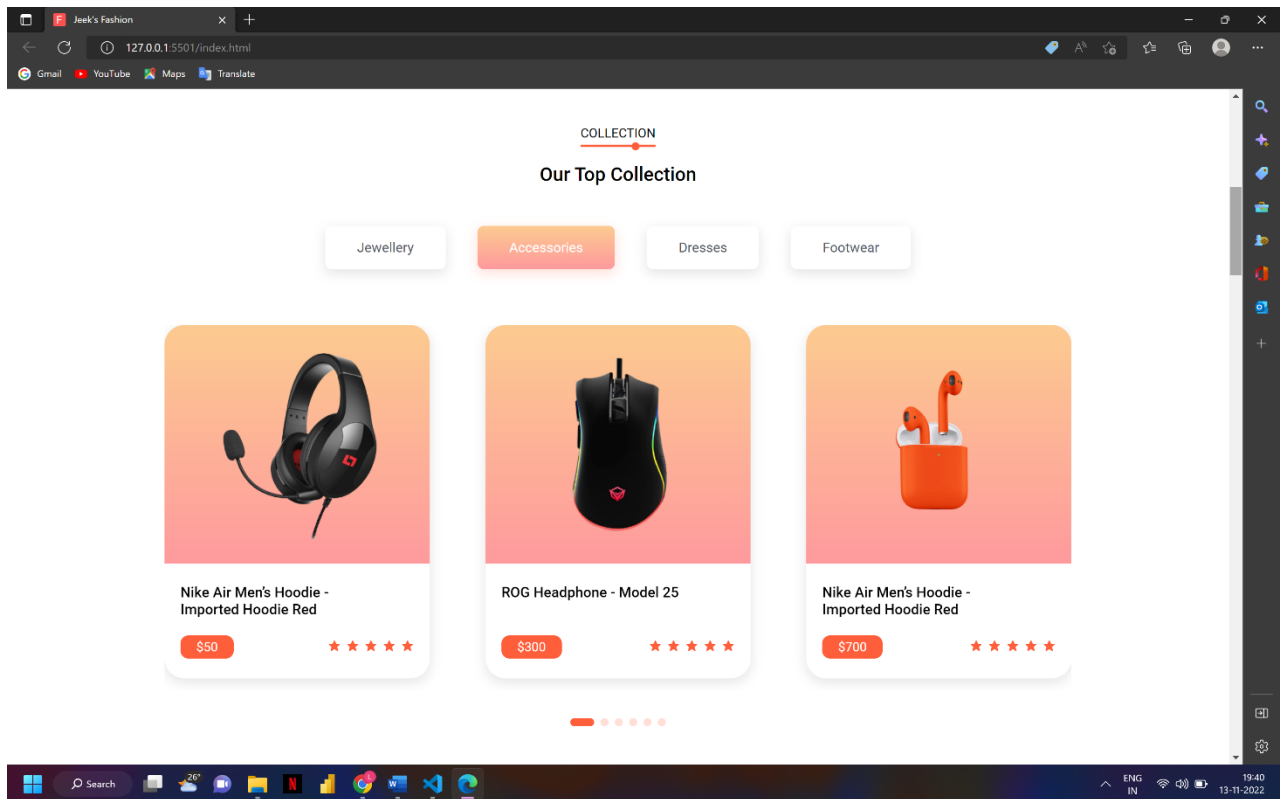 F Jeek's Fashion
127.0.0.1:5501/index.html
Gmail YouTube Maps Translate
COLLECTION
Our Top Collection
Jewellery Accessories Dresses Footwear
Nike Air Men’s Hoodie -
Imported Hoodie Red
$50
ROG Headphone - Model 25
$300
Nike Air Men’s Hoodie -
Imported Hoodie Red
$700
Search
26°
ENG
IN
19:40
13-11-2022